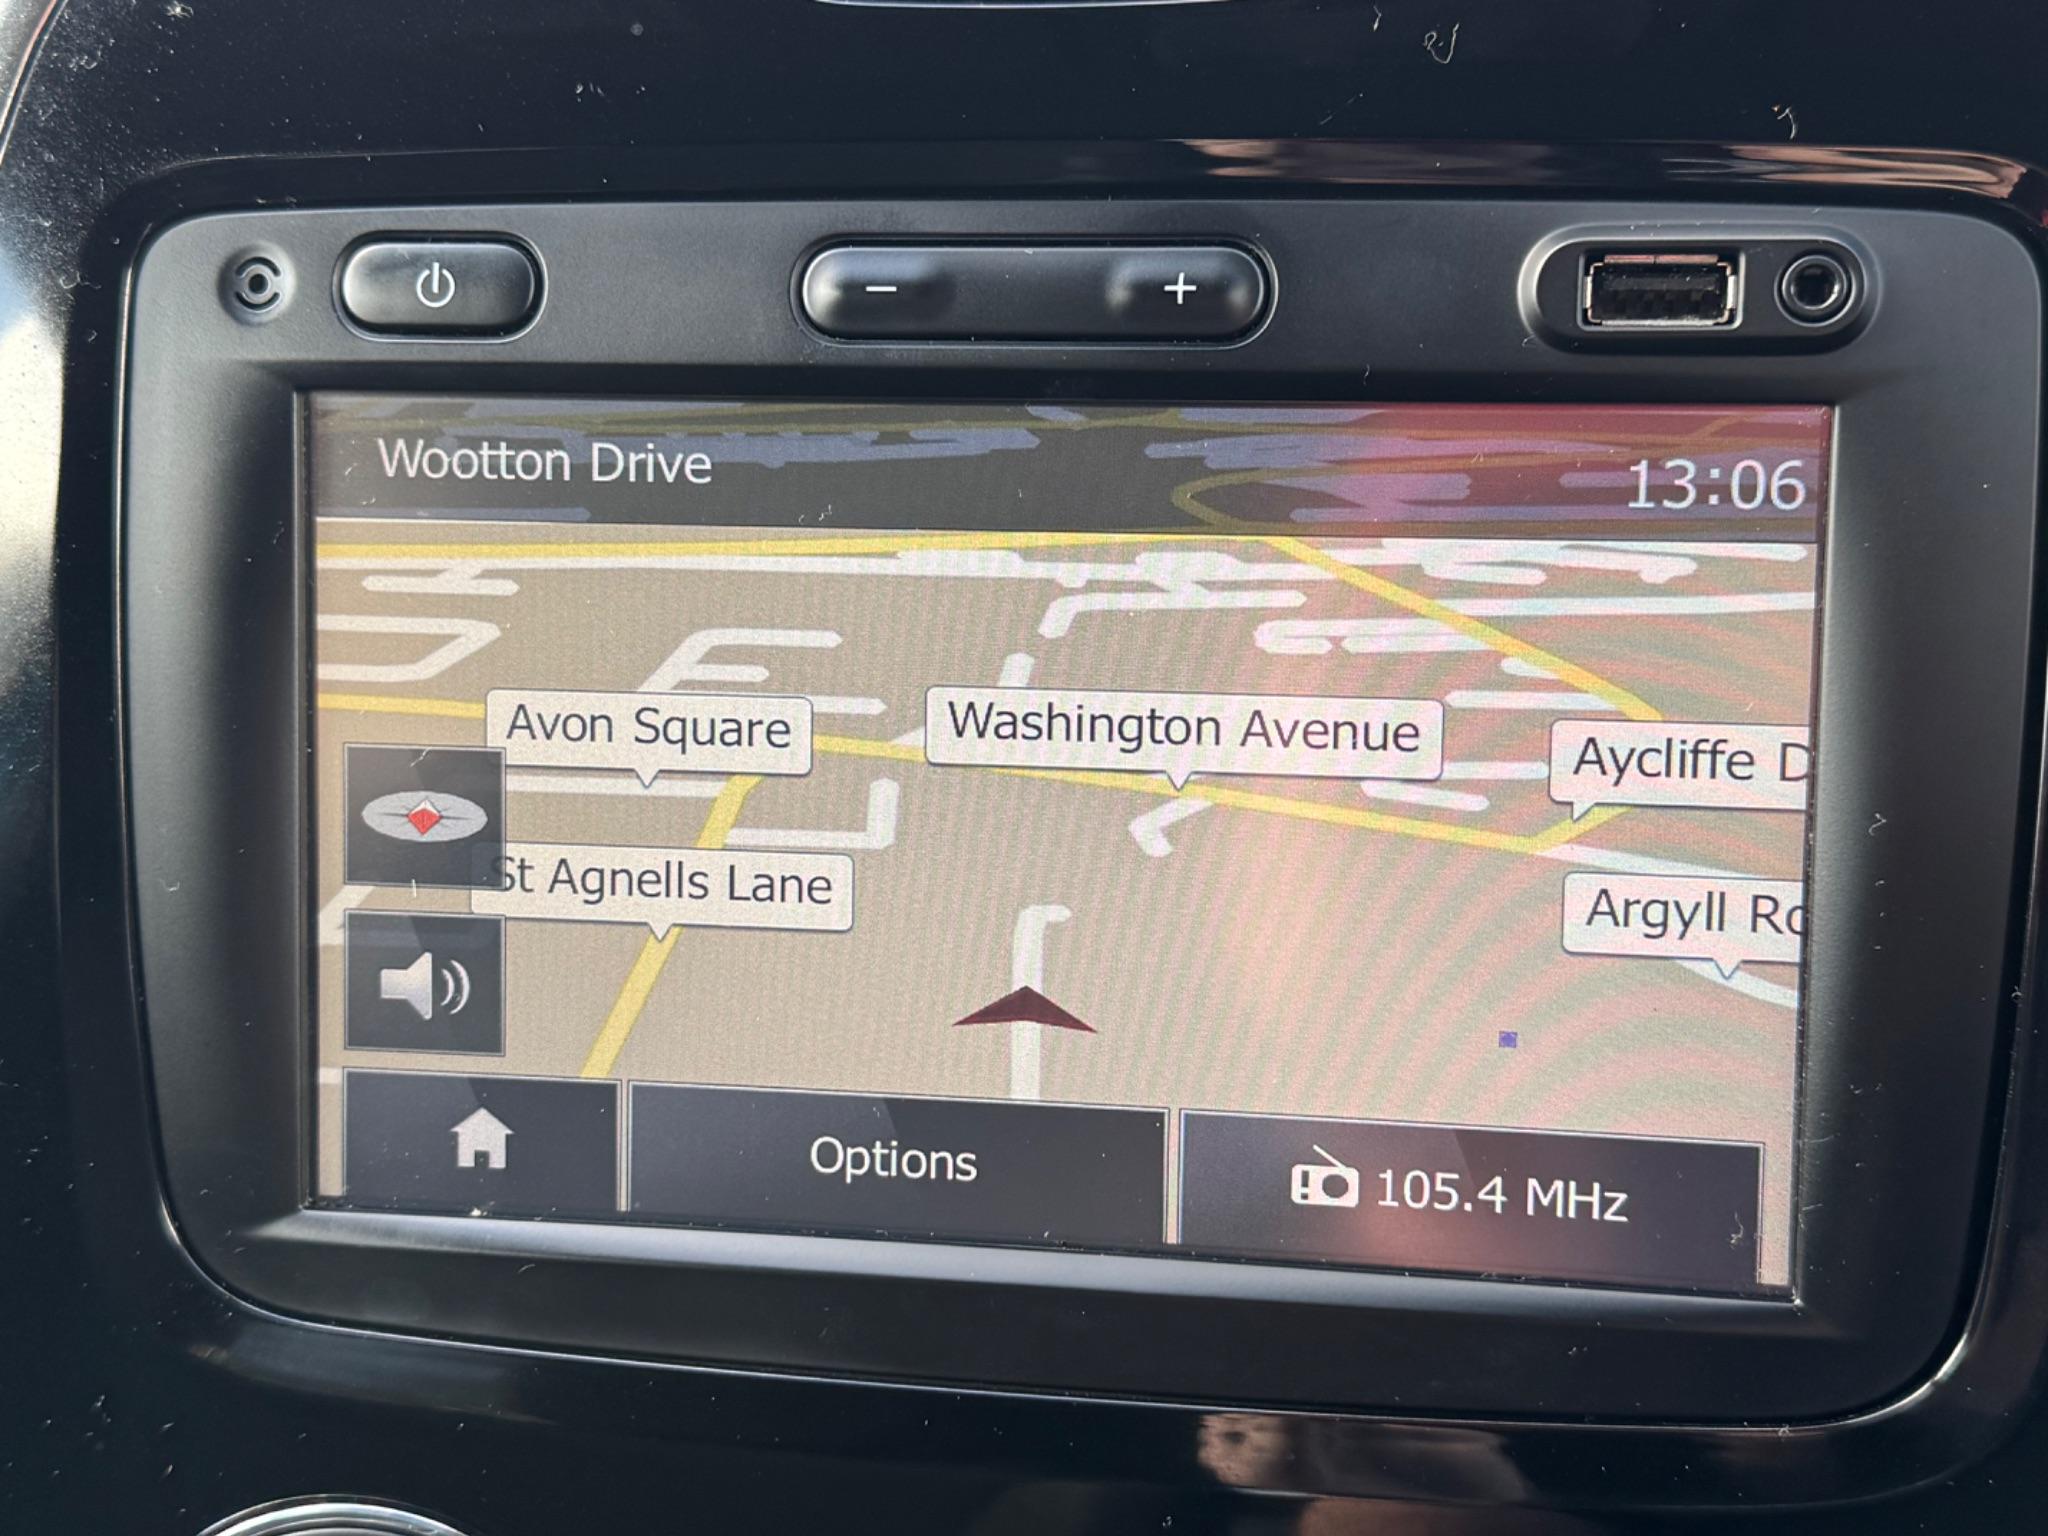 Wootton Drive
13:06
Avon Square
Washington Avenue
Aycliffe D
St Agnells Lane
Argyll Ro
Options
105.4 MHz